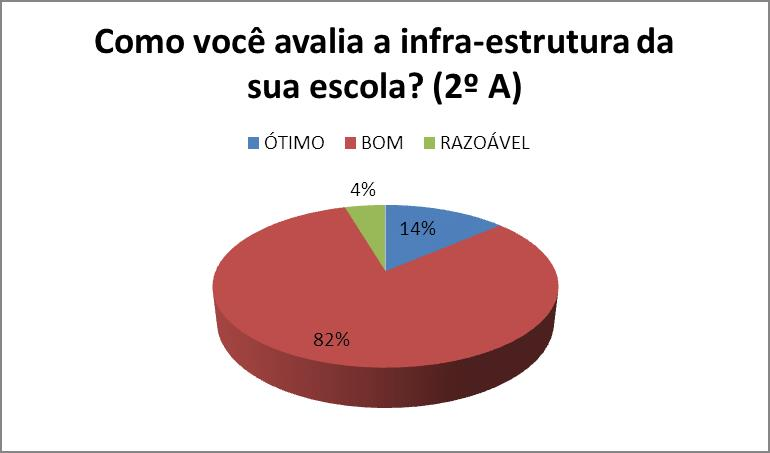 Como você avalia a infra-estrutura da
sua escola? (2º A)
ÓTIMO BOM RAZOÁVEL
4%
14%
82%